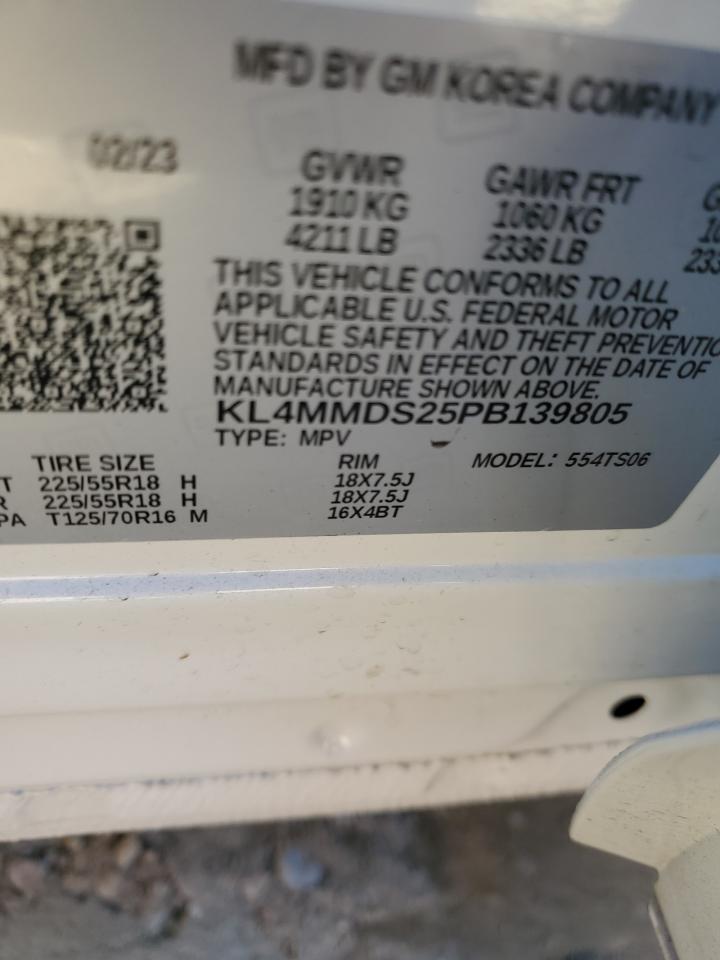 MFD BY GM KOREA COMPANY
02/23
GVWR GAWR FRT G
1910 KG 1060 KG 10
4211 LB 2336 LB 233
THIS VEHICLE CONFORMS TO ALL
APPLICABLE U.S. FEDERAL MOTOR
VEHICLE SAFETY AND THEFT PREVENTIO
STANDARDS IN EFFECT ON THE DATE OF
MANUFACTURE SHOWN ABOVE.
KL4MMDS25PB139805
TYPE: MPV MODEL: 554TS06
TIRE SIZE RIM
T 225/55R18 H 18X7.5J
R 225/55R18 H 18X7.5J
PA T125/70R16 M 16X4BT